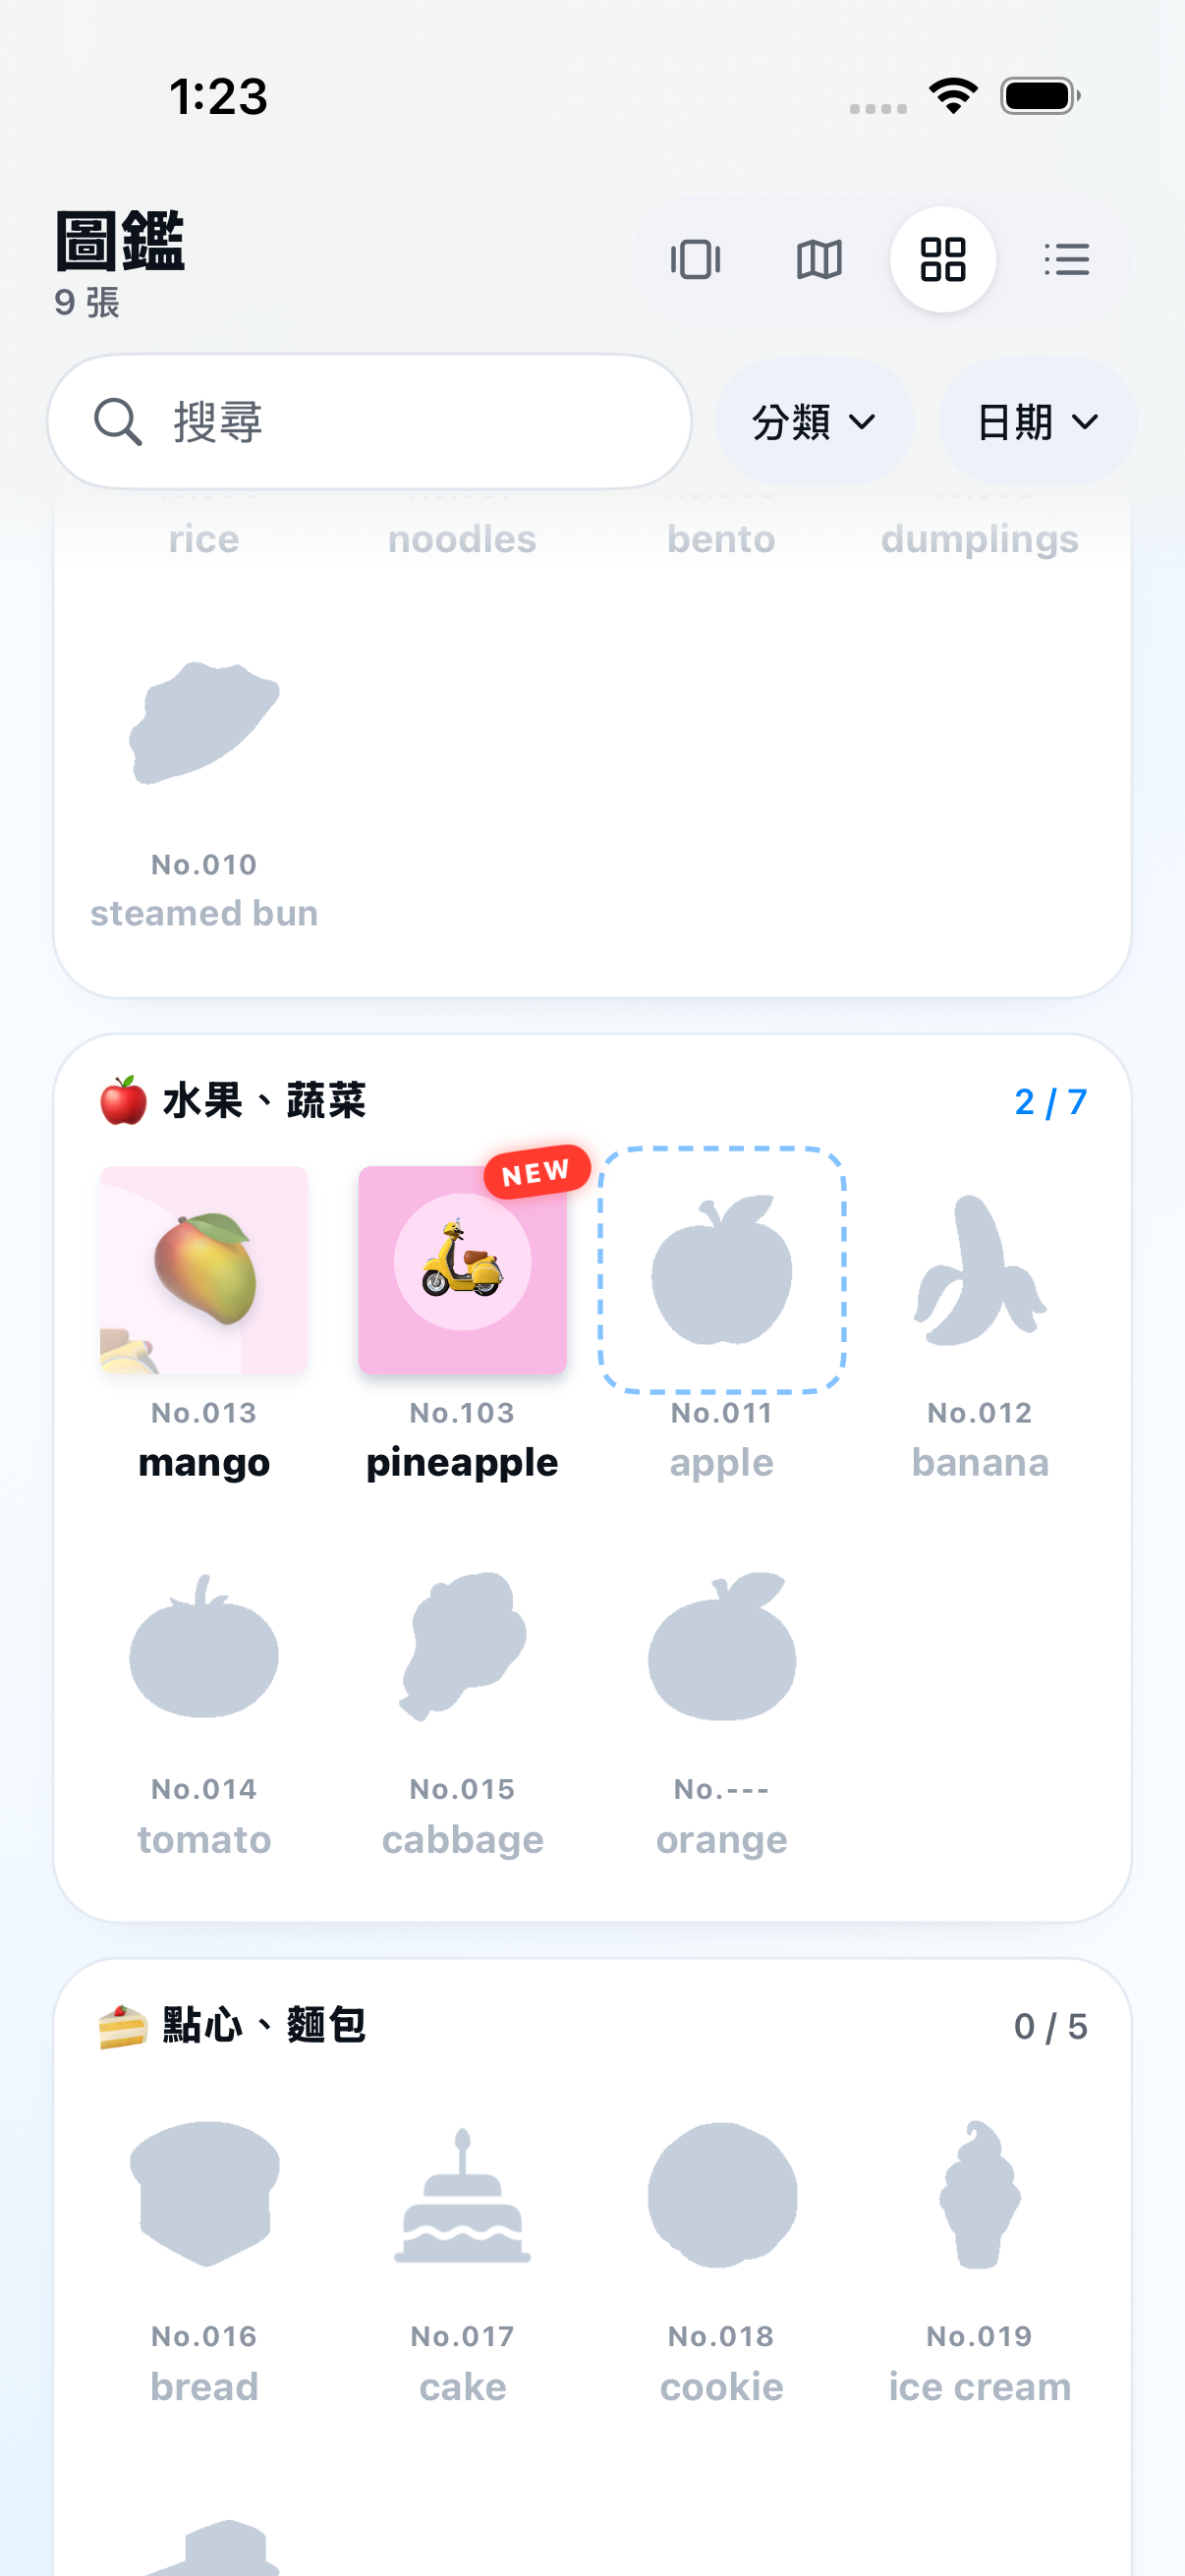 1:23
圖鑑
9 張
搜尋
分類
日期
rice noodles bento dumplings
No.010
steamed bun
水果、蔬菜 2 / 7
NEW
No.013 No.103 No.011 No.012
mango pineapple apple banana
No.014 No.015 No.---
tomato cabbage orange
點心、麵包 0 / 5
No.016 No.017 No.018 No.019
bread cake cookie ice cream